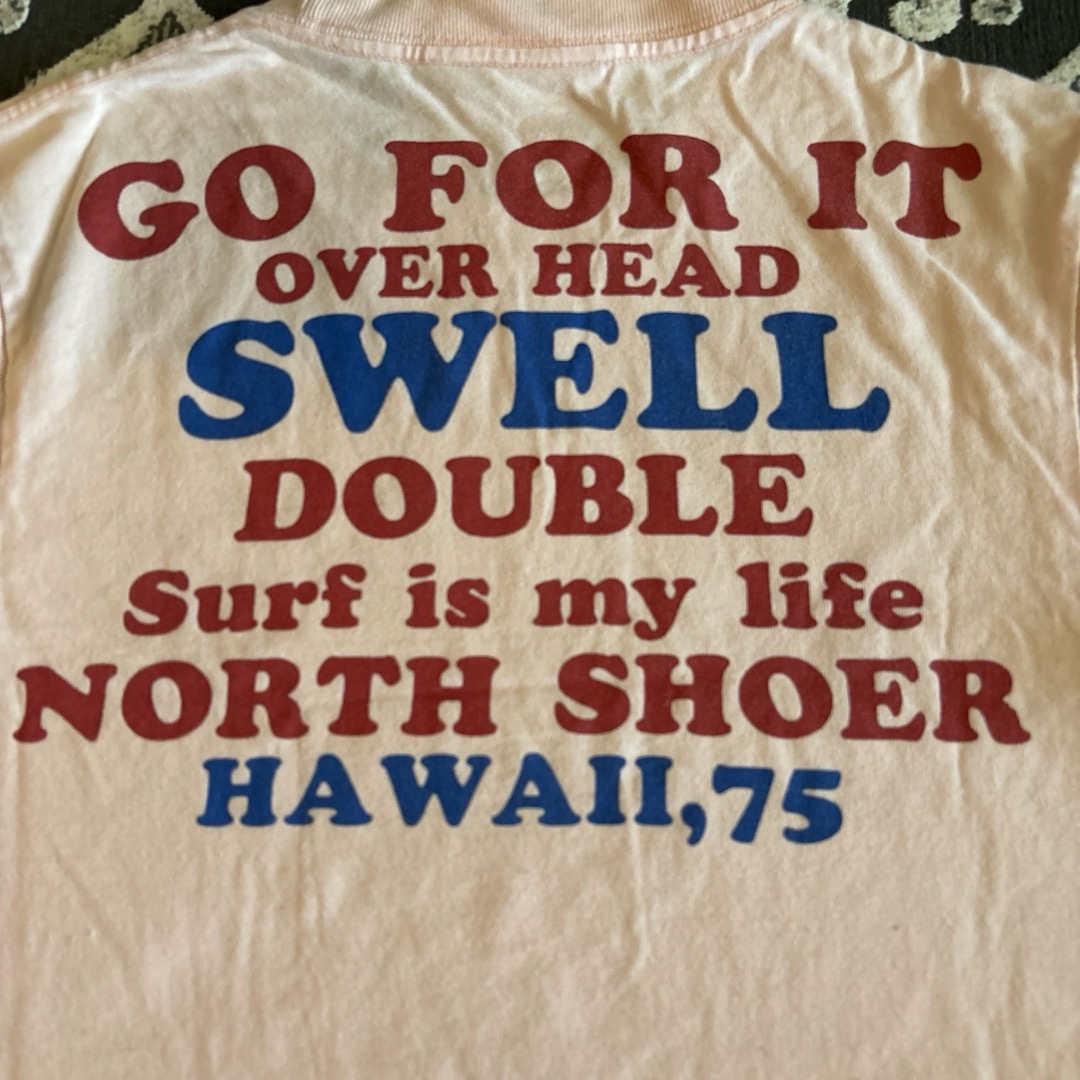 GO FOR IT
OVER HEAD
SWELL
DOUBLE
Surf is my life
NORTH SHOER
HAWAII,75